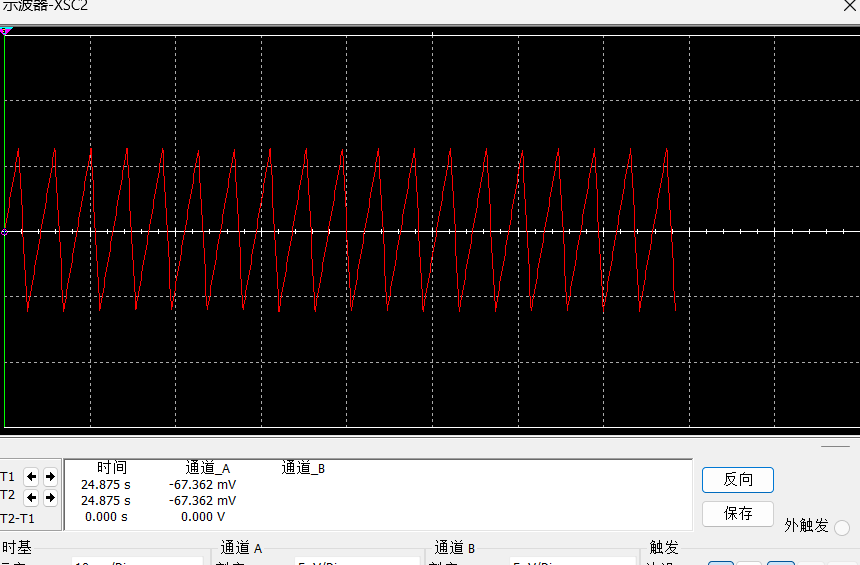 示波器-XSC2
时间 通道_A 通道_B
T1 24.875 s -67.362 mV
T2 24.875 s -67.362 mV
T2-T1 0.000 s 0.000 V
反向
保存
外触发
时基 通道 A 通道 B 触发